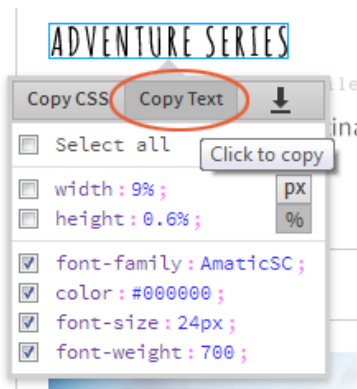 ADVENTURE SERIES
Copy CSS Copy Text
Select all
Click to copy
width:9%; px
height:0.6%; %
font-family:AmaticSC;
color:#000000;
font-size:24px;
font-weight:700;